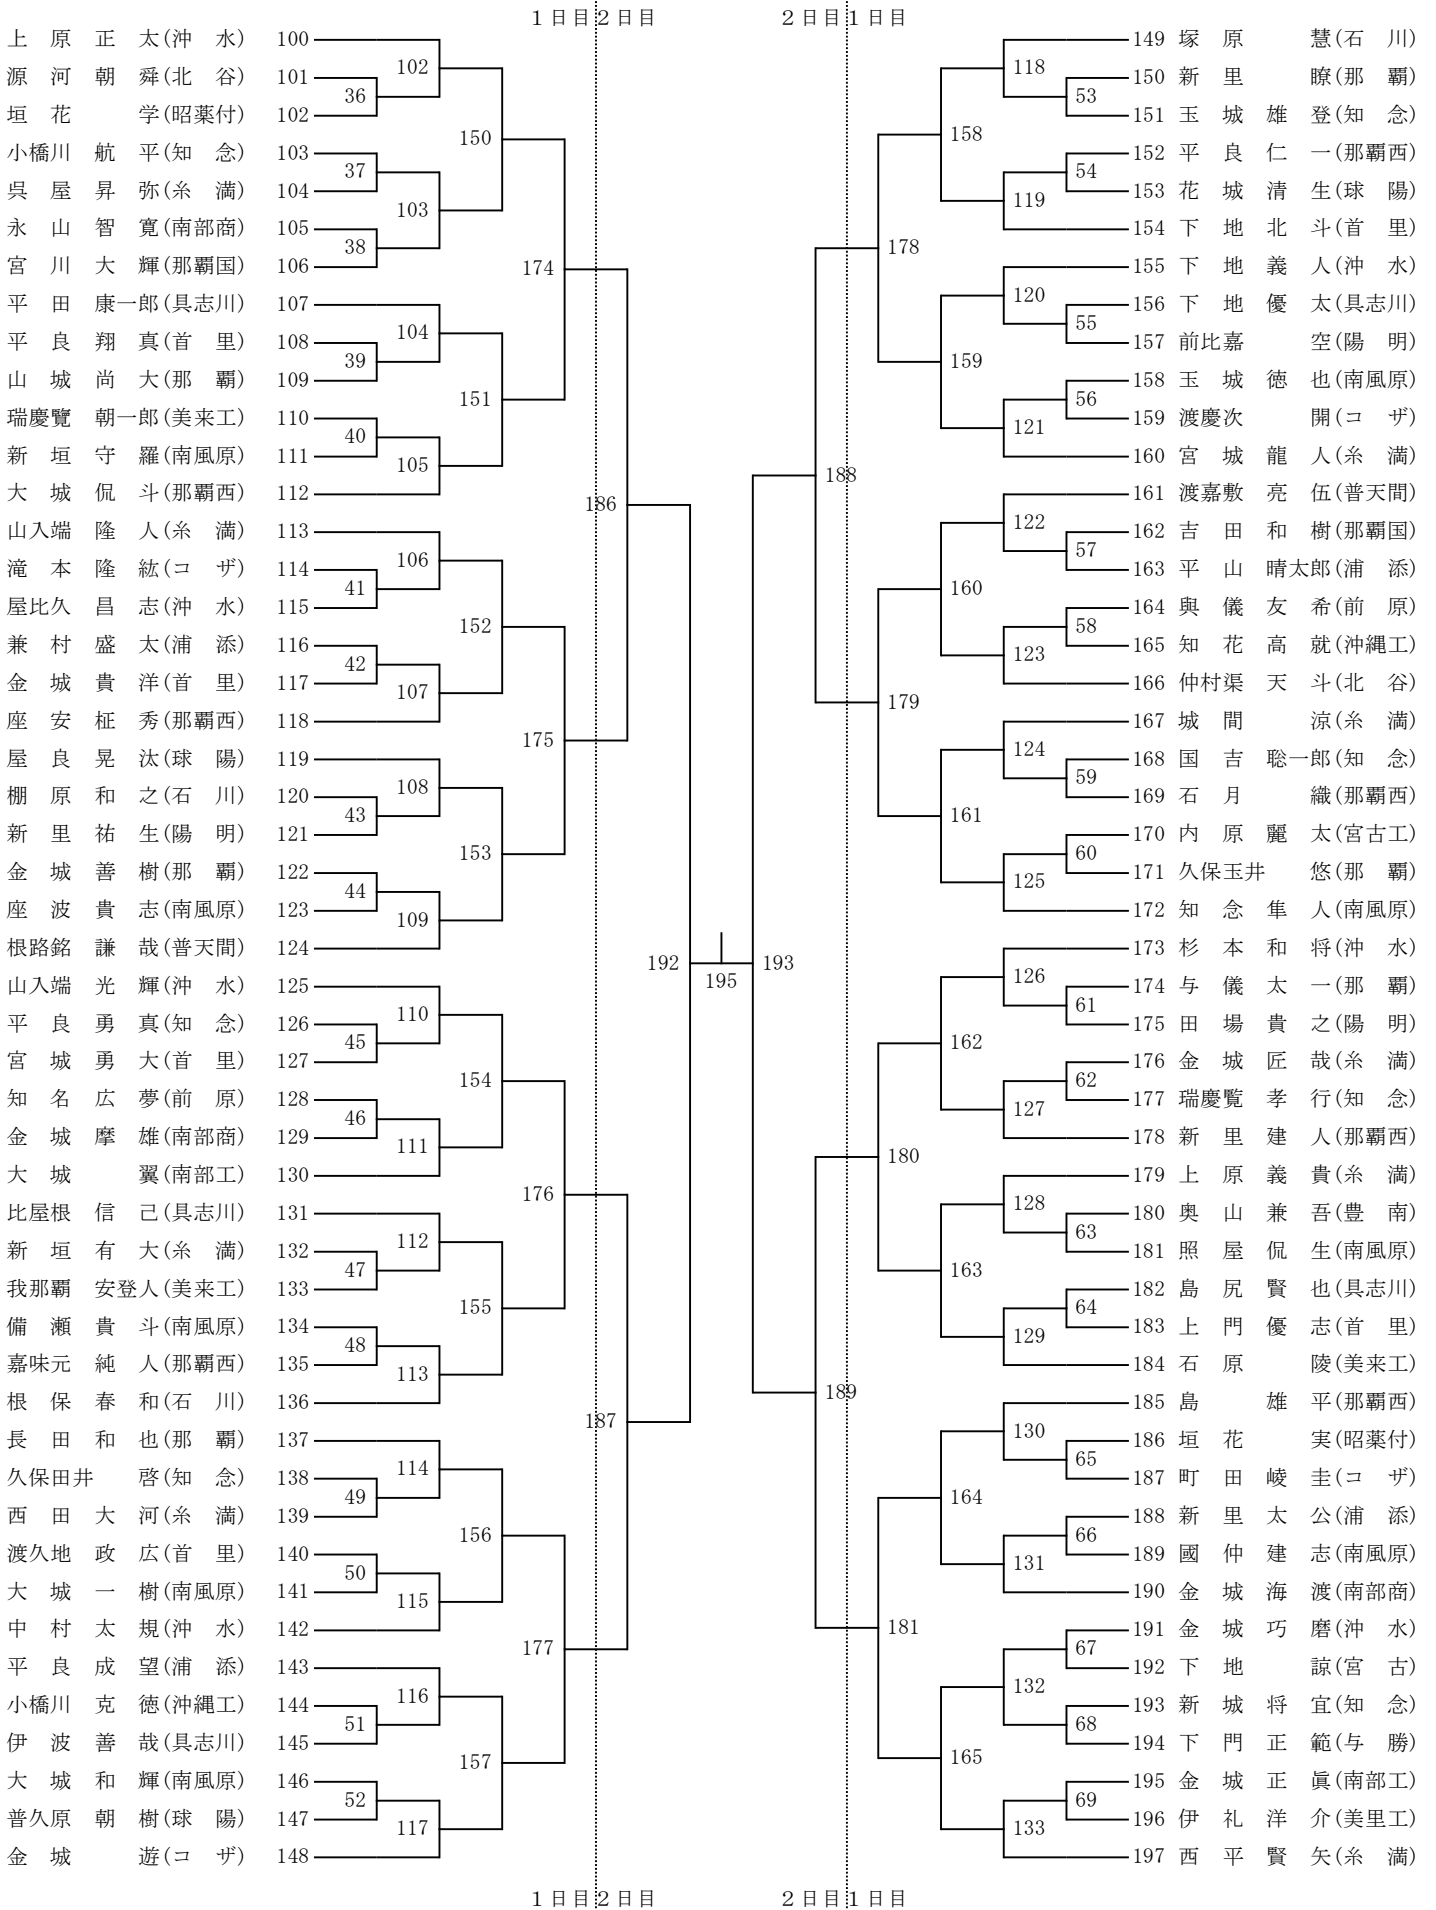 1日目 2日目
上原正太(沖水) 100
源河朝舜(北谷) 101
垣花学(昭薬付) 102
小橋川航平(知念) 103
呉屋昇弥(糸満) 104
永山智寛(南部商) 105
宮川大輝(那覇国) 106
平田康一郎(具志川) 107
平良翔真(首里) 108
山城尚大(那覇) 109
瑞慶覽朝一郎(美来工) 110
新垣守羅(南風原) 111
大城侃斗(那覇西) 112
山入端隆人(糸満) 113
滝本隆紘(コザ) 114
屋比久昌志(沖水) 115
兼村盛太(浦添) 116
金城貴洋(首里) 117
座安柾秀(那覇西) 118
屋良晃汰(球陽) 119
棚原和之(石川) 120
新里祐生(陽明) 121
金城善樹(那覇) 122
座波貴志(南風原) 123
根路銘謙哉(普天間) 124
山入端光輝(沖水) 125
平良勇真(知念) 126
宮城勇大(首里) 127
知名広夢(前原) 128
金城摩雄(南部商) 129
大城翼(南部工) 130
比屋根信己(具志川) 131
新垣有大(糸満) 132
我那覇安登人(美来工) 133
備瀬貴斗(南風原) 134
嘉味元純人(那覇西) 135
根保春和(石川) 136
長田和也(那覇) 137
久保田井啓(知念) 138
西田大河(糸満) 139
渡久地政広(首里) 140
大城一樹(南風原) 141
中村太規(沖水) 142
平良成望(浦添) 143
小橋川克徳(沖縄工) 144
伊波善哉(具志川) 145
大城和輝(南風原) 146
普久原朝樹(球陽) 147
金城遊(コザ) 148
36
37
38
39
40
41
42
43
44
45
46
47
48
49
50
51
52
102
103
104
105
106
107
108
109
110
111
112
113
114
115
116
117
150
151
152
153
154
155
156
157
174
175
176
177
186
187
192
195
193
1日目 2日目
2日目 1日目
188
189
178
179
180
181
158
159
160
161
162
163
164
165
118
119
120
121
122
123
124
125
126
127
128
129
130
131
132
133
53
54
55
56
57
58
59
60
61
62
63
64
65
66
67
68
69
149 塚原慧(石川)
150 新里瞭(那覇)
151 玉城雄登(知念)
152 平良仁一(那覇西)
153 花城清生(球陽)
154 下地北斗(首里)
155 下地義人(沖水)
156 下地優太(具志川)
157 前比嘉空(陽明)
158 玉城徳也(南風原)
159 渡慶次開(コザ)
160 宮城龍人(糸満)
161 渡嘉敷亮伍(普天間)
162 吉田和樹(那覇国)
163 平山晴太郎(浦添)
164 與儀友希(前原)
165 知花高就(沖縄工)
166 仲村渠天斗(北谷)
167 城間涼(糸満)
168 国吉聡一郎(知念)
169 石月織(那覇西)
170 内原麗太(宮古工)
171 久保玉井悠(那覇)
172 知念隼人(南風原)
173 杉本和将(沖水)
174 与儀太一(那覇)
175 田場貴之(陽明)
176 金城匠哉(糸満)
177 瑞慶覧孝行(知念)
178 新里建人(那覇西)
179 上原義貴(糸満)
180 奥山兼吾(豊南)
181 照屋侃生(南風原)
182 島尻賢也(具志川)
183 上門優志(首里)
184 石原陵(美来工)
185 島雄平(那覇西)
186 垣花実(昭薬付)
187 町田崚圭(コザ)
188 新里太公(浦添)
189 國仲建志(南風原)
190 金城海渡(南部商)
191 金城巧磨(沖水)
192 下地諒(宮古)
193 新城将宜(知念)
194 下門正範(与勝)
195 金城正眞(南部工)
196 伊礼洋介(美里工)
197 西平賢矢(糸満)
2日目 1日目